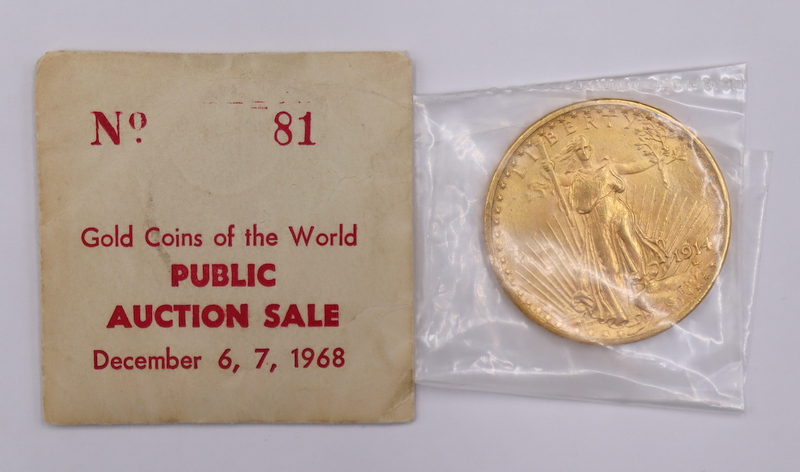 Nº 81
Gold Coins of the World
PUBLIC
AUCTION SALE
December 6, 7, 1968
LIBERTY